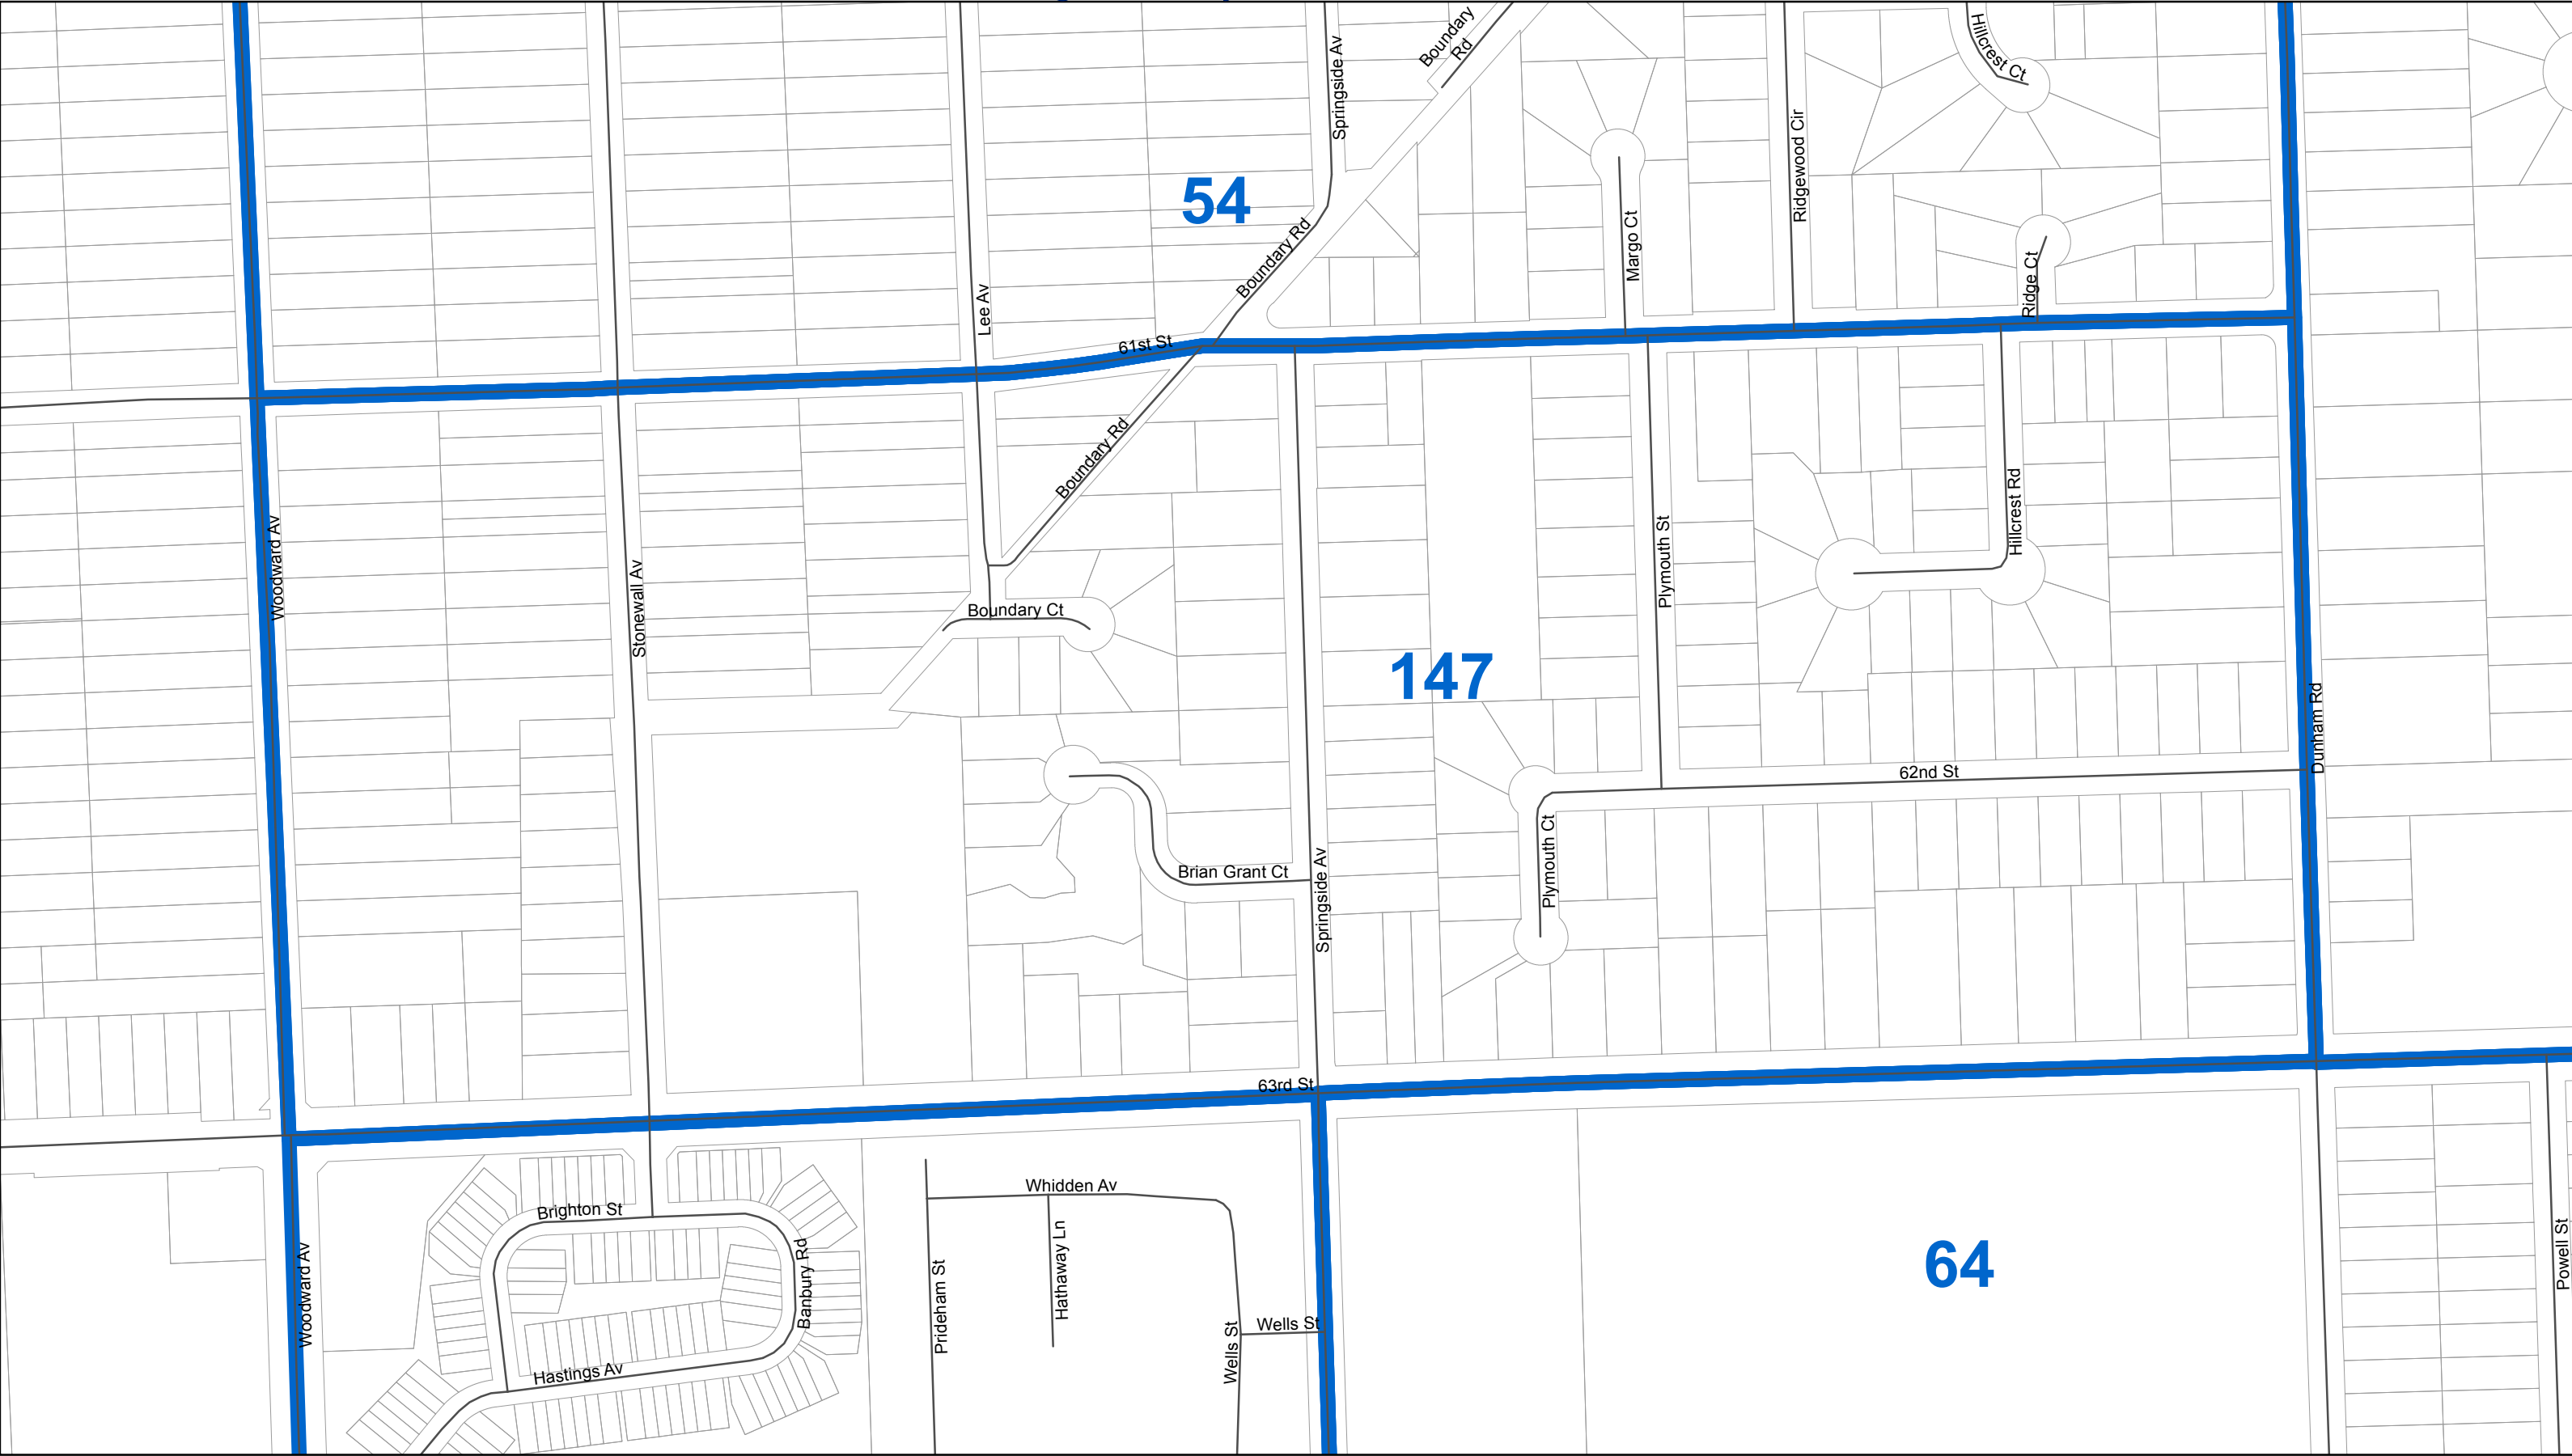 Boundary
Rd
Hillcrest Ct
Springside Av
Ridgewood Cir
54
Margo Ct
Boundary Rd
Ridge Ct
Lee Av
61st St
Boundary Rd
Hillcrest Rd
Woodward Av
Plymouth St
Stonewall Av
Boundary Ct
147
Dunham Rd
62nd St
Plymouth Ct
Brian Grant Ct
Springside Av
63rd St
Whidden Av
Brighton St
Hathaway Ln
Woodward Av
Banbury Rd
Prideham St
64
Powell St
Wells St
Wells St
Hastings Av